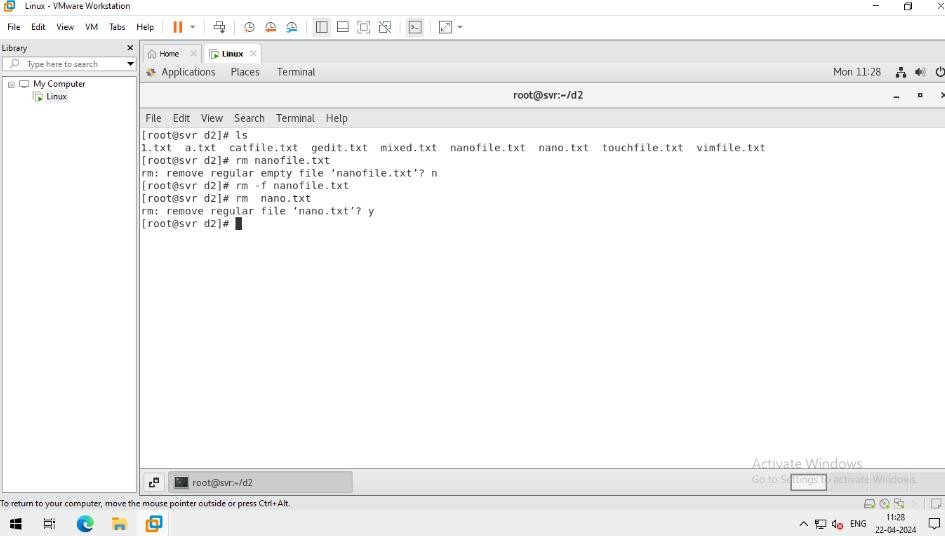 Linux - VMware Workstation
File Edit View VM Tabs Help
Library
Type here to search
My Computer
Linux
Home
Linux
Applications Places Terminal
Mon 11:28
root@svr:~/d2
File Edit View Search Terminal Help
[root@svr d2]# ls
1.txt a.txt catfile.txt gedit.txt mixed.txt nanofile.txt nano.txt touchfile.txt vimfile.txt
[root@svr d2]# rm nanofile.txt
rm: remove regular empty file ‘nanofile.txt’? n
[root@svr d2]# rm -f nanofile.txt
[root@svr d2]# rm  nano.txt
rm: remove regular file ‘nano.txt’? y
[root@svr d2]#
Activate Windows
Go to Settings to activate Windows.
root@svr:~/d2
To return to your computer, move the mouse pointer outside or press Ctrl+Alt.
ENG
11:28
22-04-2024